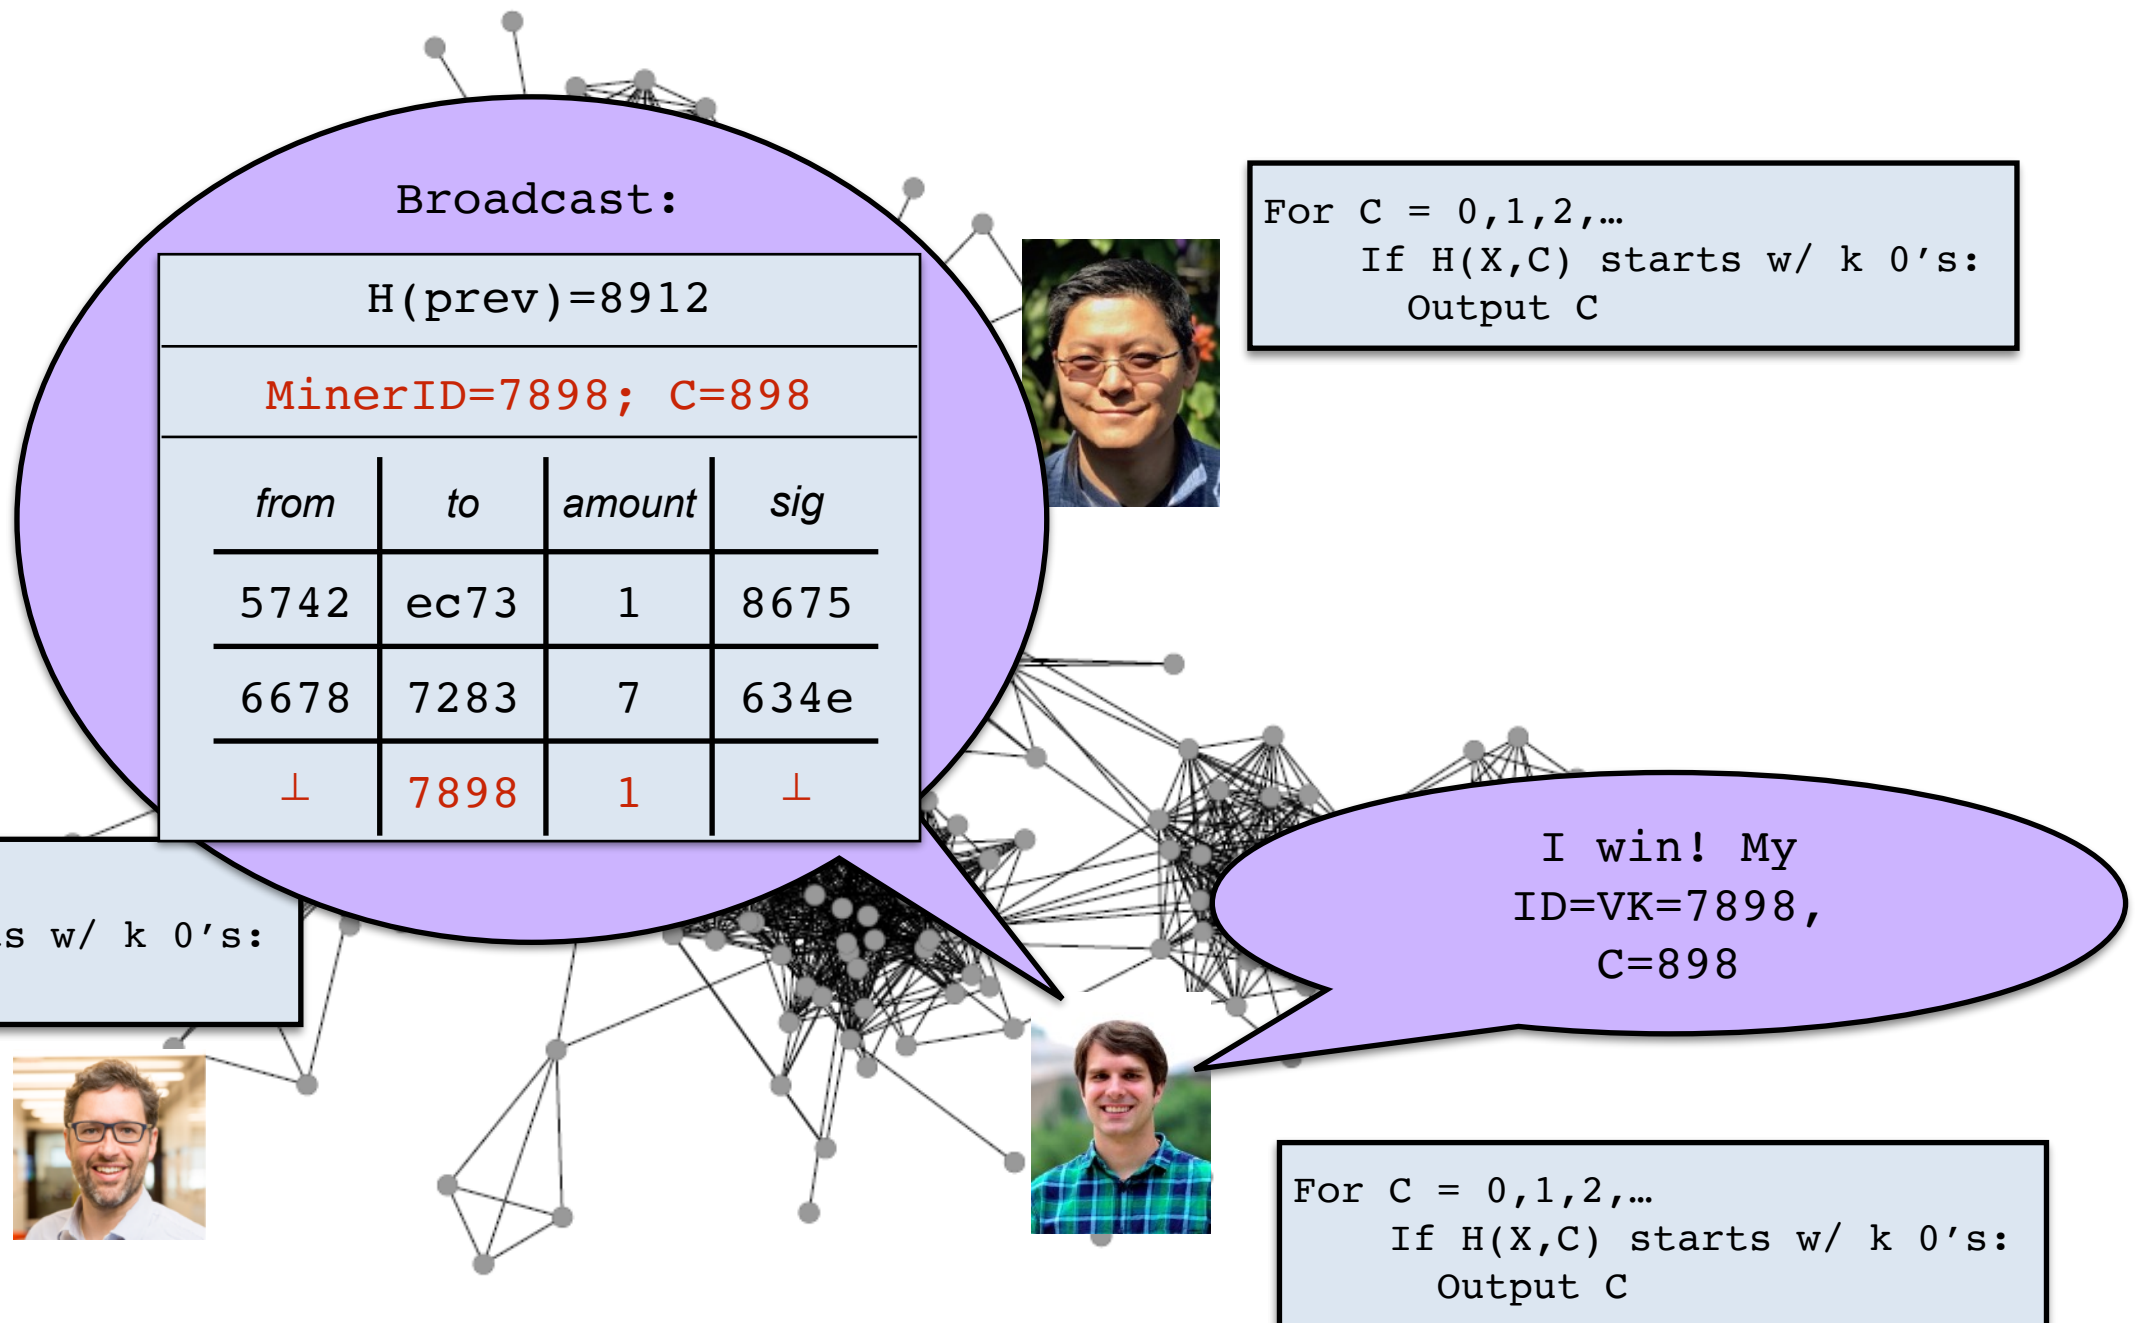 Broadcast:
H(prev)=8912
MinerID=7898; C=898
from to amount sig
5742 ec73 1 8675
6678 7283 7 634e
⊥ 7898 1 ⊥
For C = 0,1,2,…
If H(X,C) starts w/ k 0's:
Output C
w/ k 0's:
I win! My
ID=VK=7898,
C=898
For C = 0,1,2,…
If H(X,C) starts w/ k 0's:
Output C